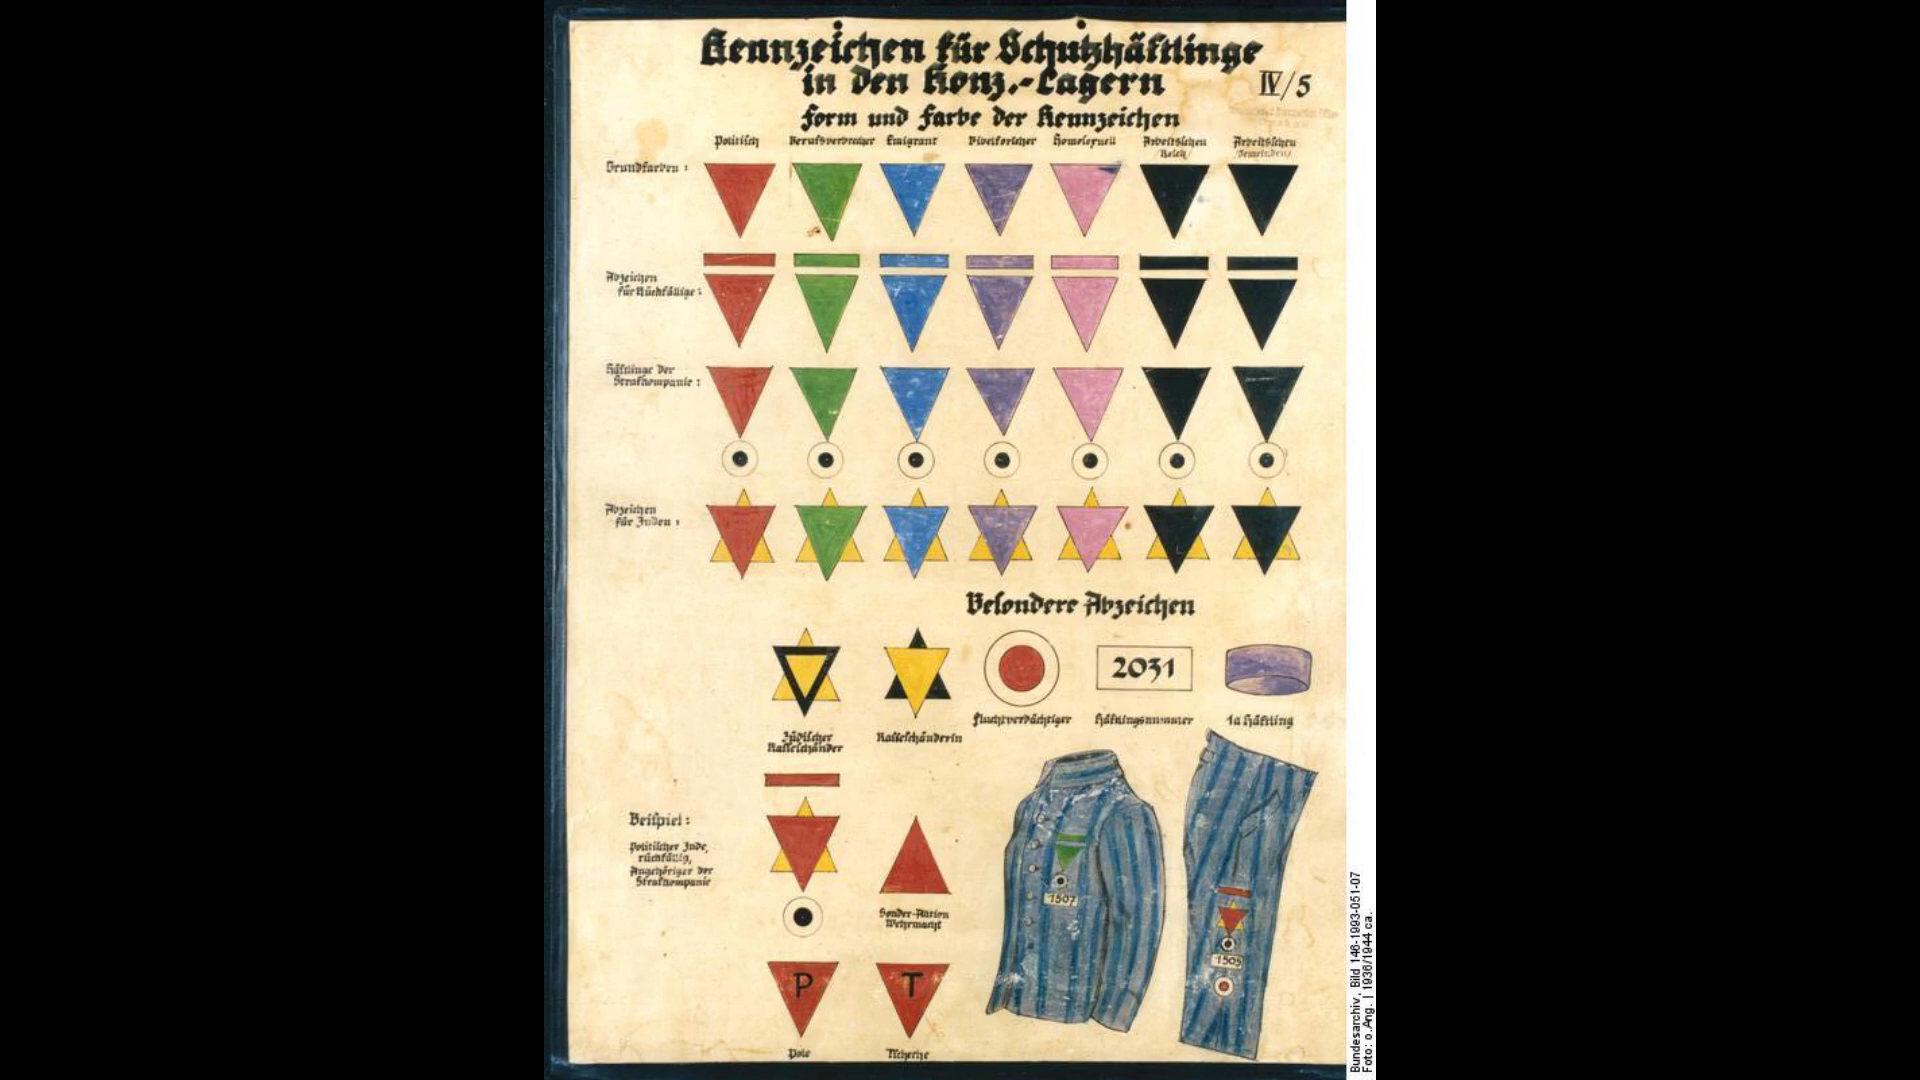 Kennzeichen für Schutzhäftlinge
in den Konz.-Lagern
IV/5
Form und Farbe der Kennzeichen
Politisch Berufsverbrecher Emigrant Bibelforscher Homosexuell Arbeitsscheu Arbeitsscheu
/Reich/ /Gemeinden/
Grundfarben:
Abzeichen
für Rückfällige:
Häftlinge der
Strafkompanie:
Abzeichen
für Juden:
Besondere Abzeichen
2031
Jüdischer
Rasseschänder
Rasseschänderin
Fluchtverdächtiger
Häftlingsnummer
1a Häftling
Beispiel:
Politischer Jude,
rückfällig,
Angehöriger der
Strafkompanie
Sonder-Aktion
Wehrmacht
1507
1505
P
T
Pole
Tscheche
Bundesarchiv, Bild 146-1993-051-07
Foto: o.Ang. | 1936/1944 ca.